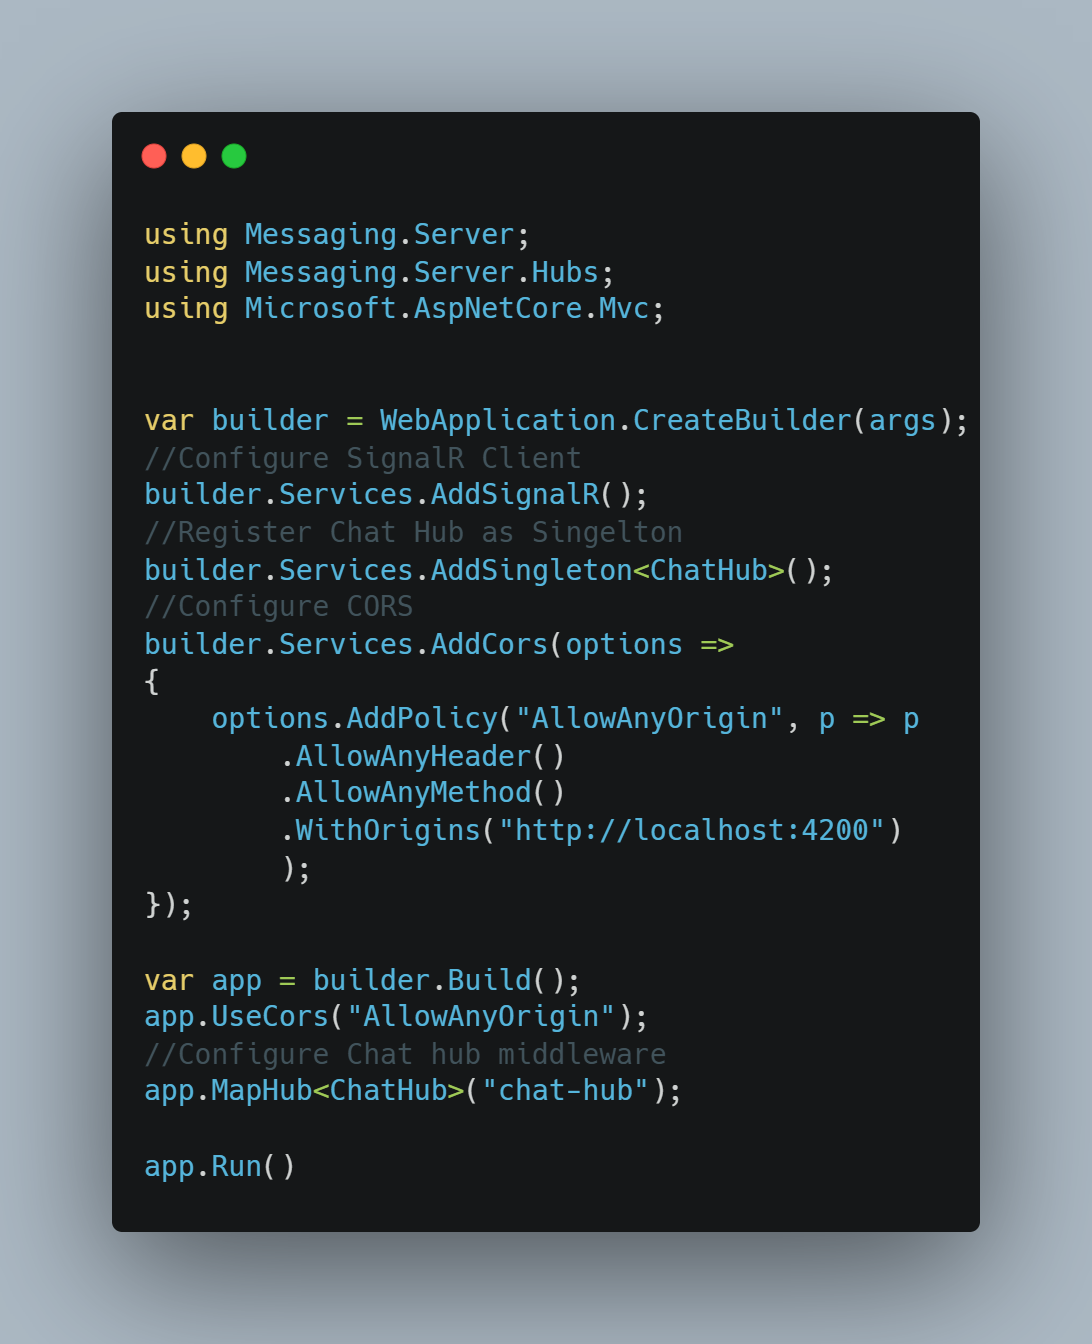 using Messaging.Server;
using Messaging.Server.Hubs;
using Microsoft.AspNetCore.Mvc;
var builder = WebApplication.CreateBuilder(args);
//Configure SignalR Client
builder.Services.AddSignalR();
//Register Chat Hub as Singelton
builder.Services.AddSingleton<ChatHub>();
//Configure CORS
builder.Services.AddCors(options =>
{
    options.AddPolicy("AllowAnyOrigin", p => p
        .AllowAnyHeader()
        .AllowAnyMethod()
        .WithOrigins("http://localhost:4200")
        );
});
var app = builder.Build();
app.UseCors("AllowAnyOrigin");
//Configure Chat hub middleware
app.MapHub<ChatHub>("chat-hub");
app.Run()